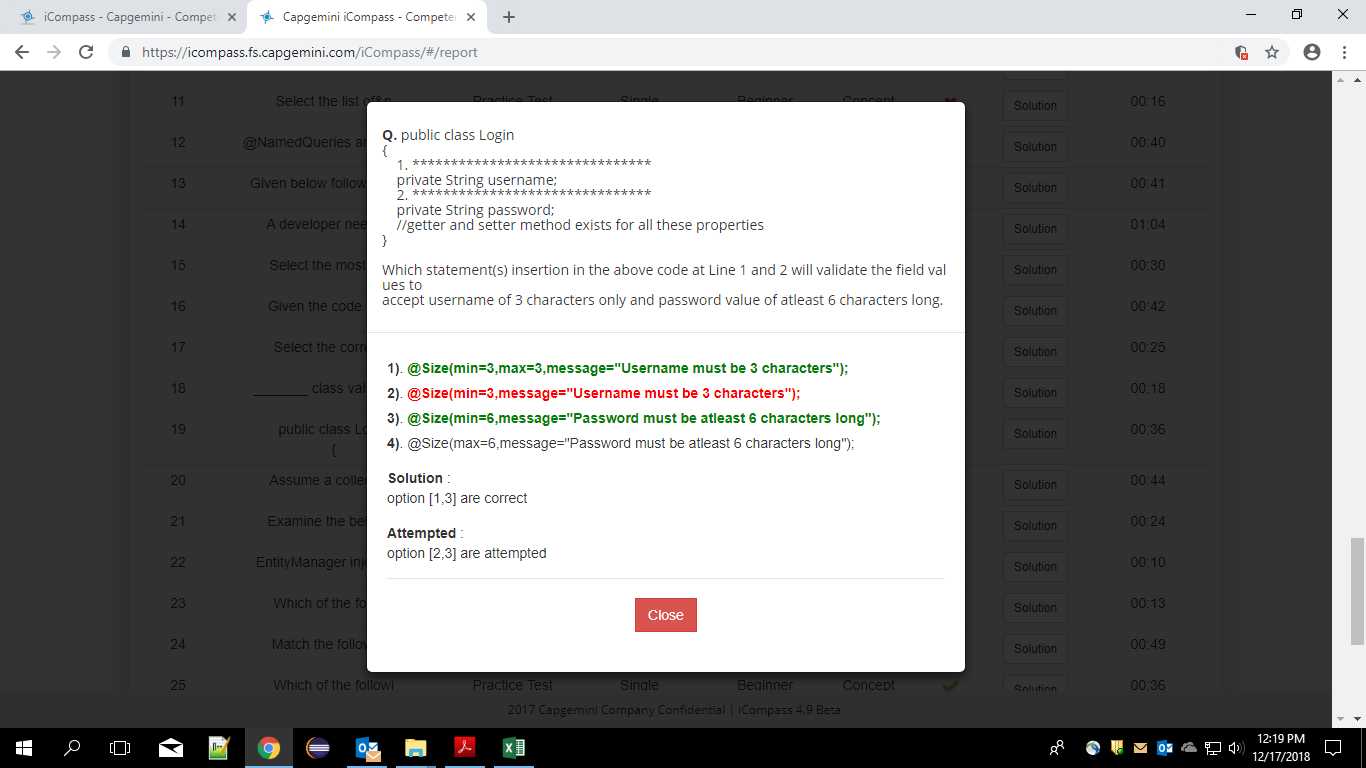 iCompass - Capgemini - Compet
Capgemini iCompass - Competen
https://icompass.fs.capgemini.com/iCompass/#/report
11 Select the list of&n Practice Test Single Beginner Concept Solution 00:16
12 @NamedQueries an Solution 00:40
13 Given below follow Solution 00:41
14 A developer nee Solution 01:04
15 Select the most Solution 00:30
16 Given the code Solution 00:42
17 Select the corre Solution 00:25
18 _______ class val Solution 00:18
19 public class Lo Solution 00:36
{
20 Assume a colle Solution 00:44
21 Examine the bel Solution 00:24
22 EntityManager inj Solution 00:10
23 Which of the fo Solution 00:13
24 Match the follow Solution 00:49
25 Which of the followi Practice Test Single Beginner Concept Solution 00:36
Q. public class Login
{
1. *******************************
private String username;
2. *******************************
private String password;
//getter and setter method exists for all these properties
}
Which statement(s) insertion in the above code at Line 1 and 2 will validate the field val
ues to
accept username of 3 characters only and password value of atleast 6 characters long.
1). @Size(min=3,max=3,message="Username must be 3 characters");
2). @Size(min=3,message="Username must be 3 characters");
3). @Size(min=6,message="Password must be atleast 6 characters long");
4). @Size(max=6,message="Password must be atleast 6 characters long");
Solution :
option [1,3] are correct
Attempted :
option [2,3] are attempted
Close
2017 Capgemini Company Confidential | iCompass 4.9 Beta
12:19 PM
12/17/2018